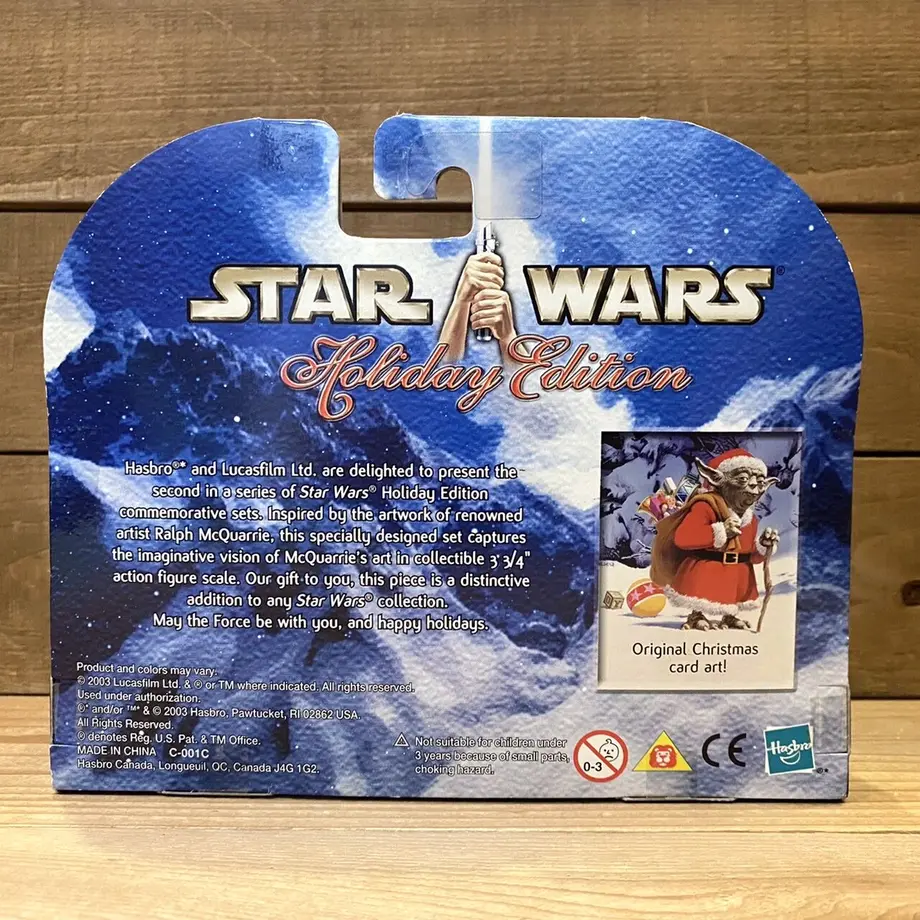 STAR WARS®
Holiday Edition
Hasbro®* and Lucasfilm Ltd. are delighted to present the
second in a series of Star Wars® Holiday Edition
commemorative sets. Inspired by the artwork of renowned
artist Ralph McQuarrie, this specially designed set captures
the imaginative vision of McQuarrie's art in collectible 3 3/4"
action figure scale. Our gift to you, this piece is a distinctive
addition to any Star Wars® collection.
May the Force be with you, and happy holidays.
Original Christmas
card art!
Product and colors may vary.
© 2003 Lucasfilm Ltd. & ® or TM where indicated. All rights reserved.
Used under authorization.
®* and/or ™* & © 2003 Hasbro, Pawtucket, RI 02862 USA.
All Rights Reserved.
® denotes Reg. U.S. Pat. & TM Office.
MADE IN CHINA C-001C
Hasbro Canada, Longueuil, QC, Canada J4G 1G2.
⚠ Not suitable for children under
3 years because of small parts,
choking hazard.
0-3
CE
Hasbro
®*